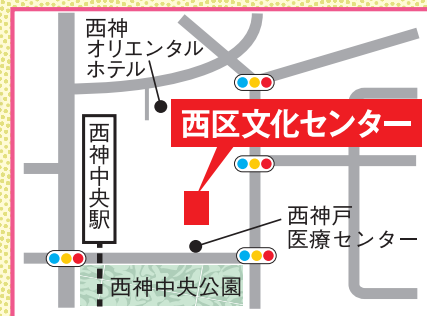 西神
オリエンタル
ホテル
西区文化センター
西神中央駅
西神戸
医療センター
西神中央公園